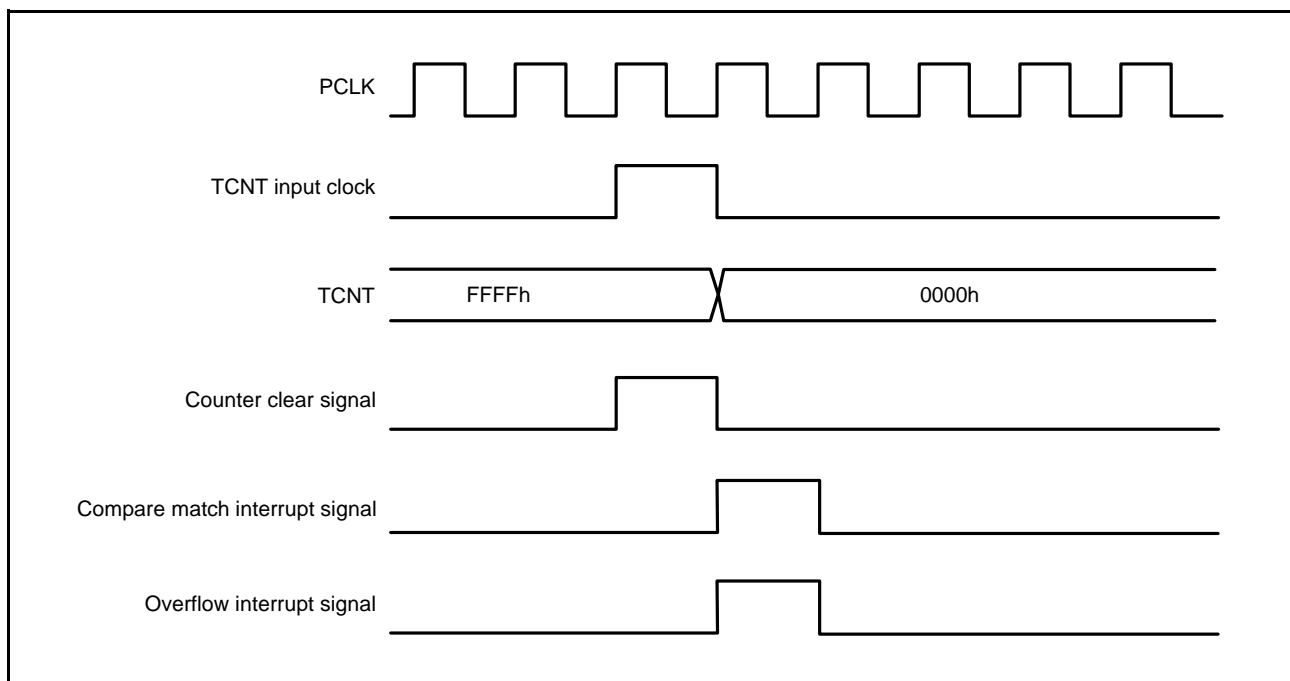 PCLK
TCNT input clock
TCNT
FFFFh
0000h
Counter clear signal
Compare match interrupt signal
Overflow interrupt signal